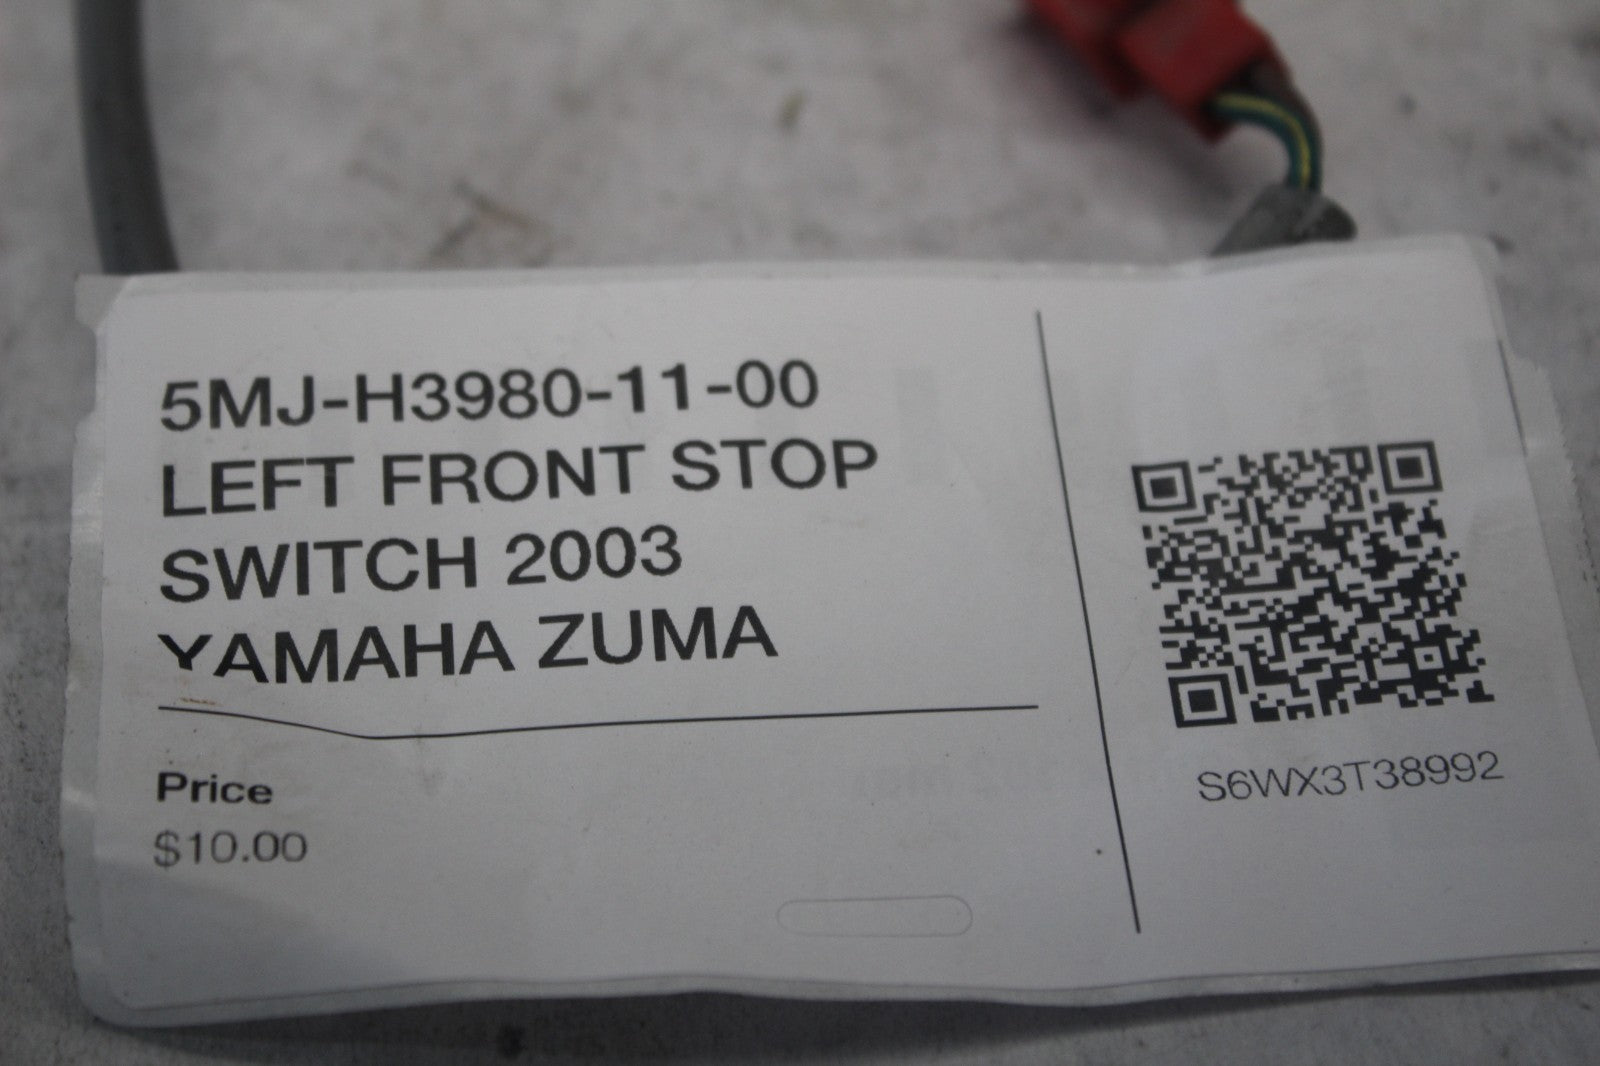 5MJ-H3980-11-00
LEFT FRONT STOP
SWITCH 2003
YAMAHA ZUMA
Price
$10.00
S6WX3T38992